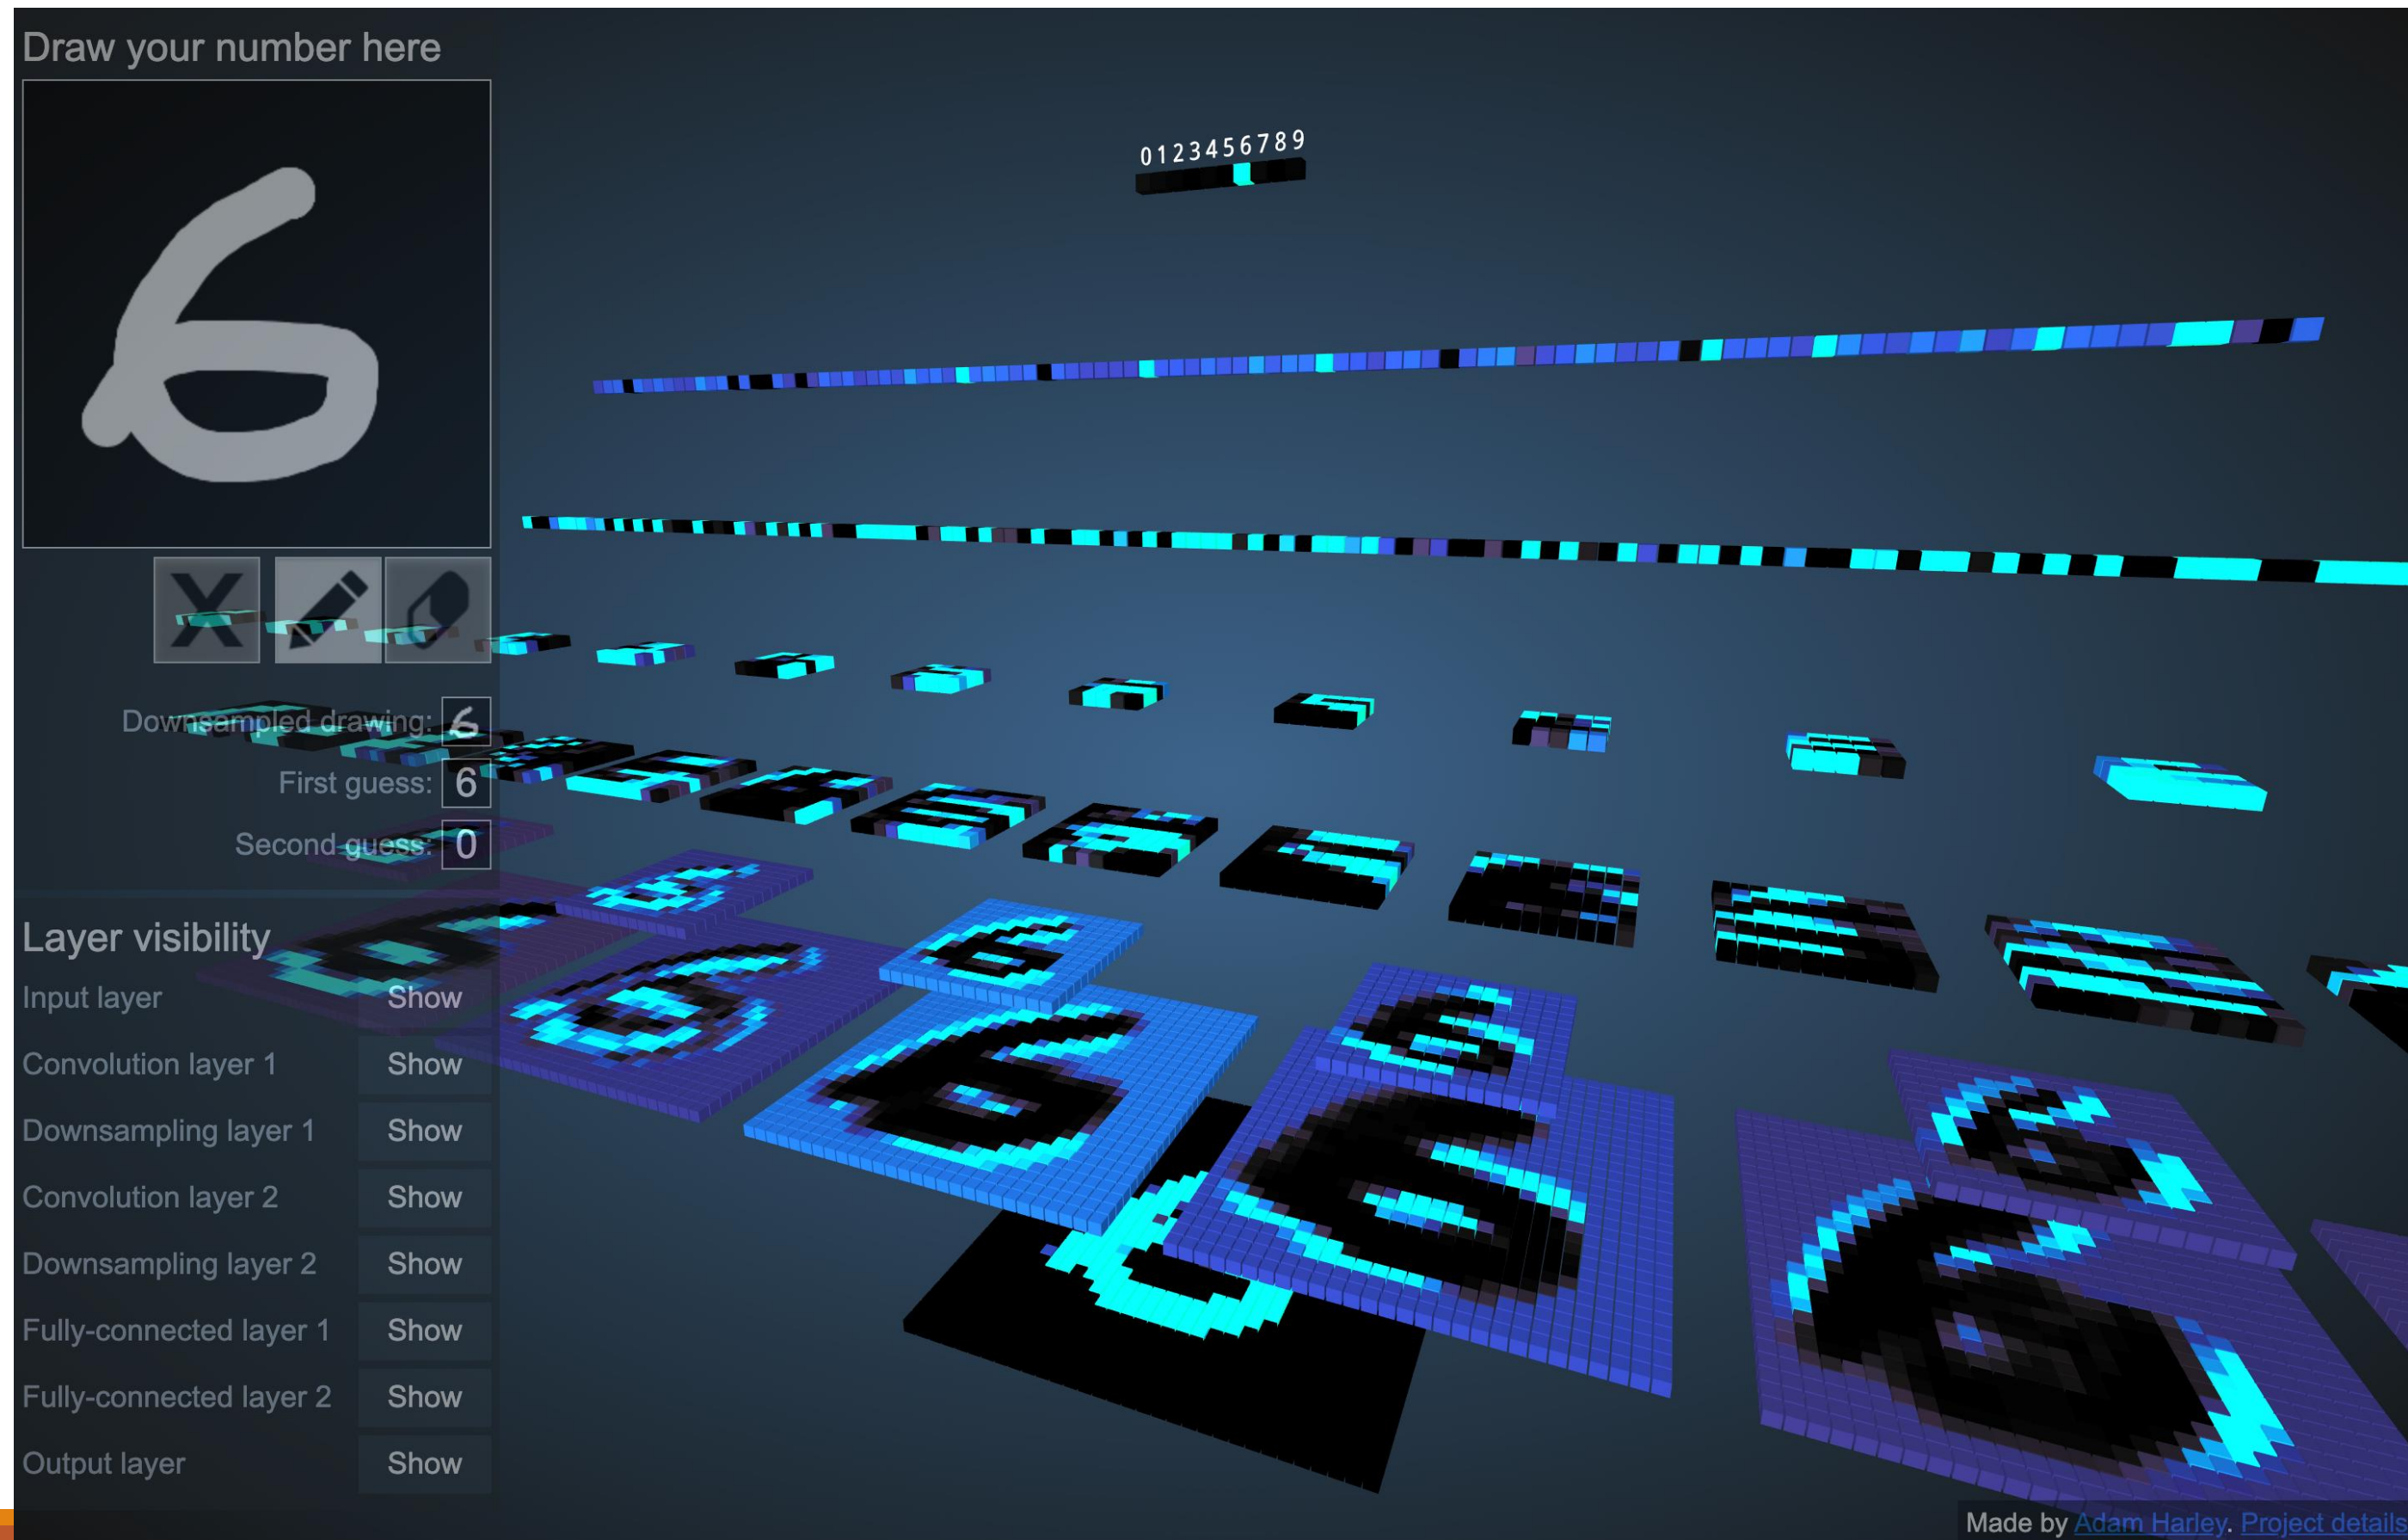 Draw your number here
6
0123456789
X
Downsampled drawing: 6
First guess: 6
Second guess: 0
Layer visibility
Input layer Show
Convolution layer 1 Show
Downsampling layer 1 Show
Convolution layer 2 Show
Downsampling layer 2 Show
Fully-connected layer 1 Show
Fully-connected layer 2 Show
Output layer Show
Made by Adam Harley. Project details